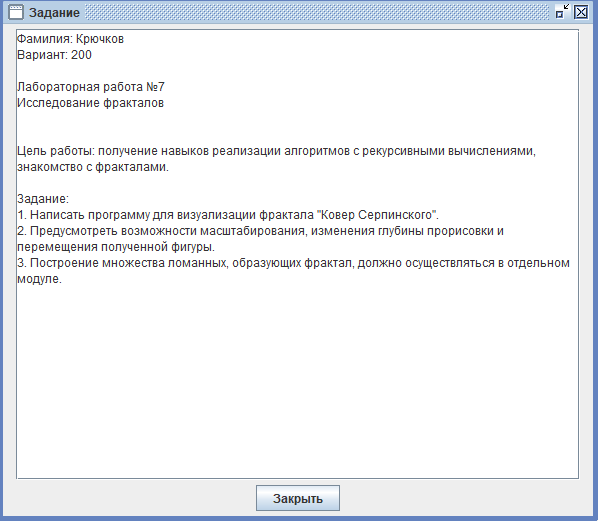 Задание
Фамилия: Крючков
Вариант: 200
Лабораторная работа №7
Исследование фракталов
Цель работы: получение навыков реализации алгоритмов с рекурсивными вычислениями,
знакомство с фракталами.
Задание:
1. Написать программу для визуализации фрактала "Ковер Серпинского".
2. Предусмотреть возможности масштабирования, изменения глубины прорисовки и
перемещения полученной фигуры.
3. Построение множества ломанных, образующих фрактал, должно осуществляться в отдельном
модуле.
Закрыть